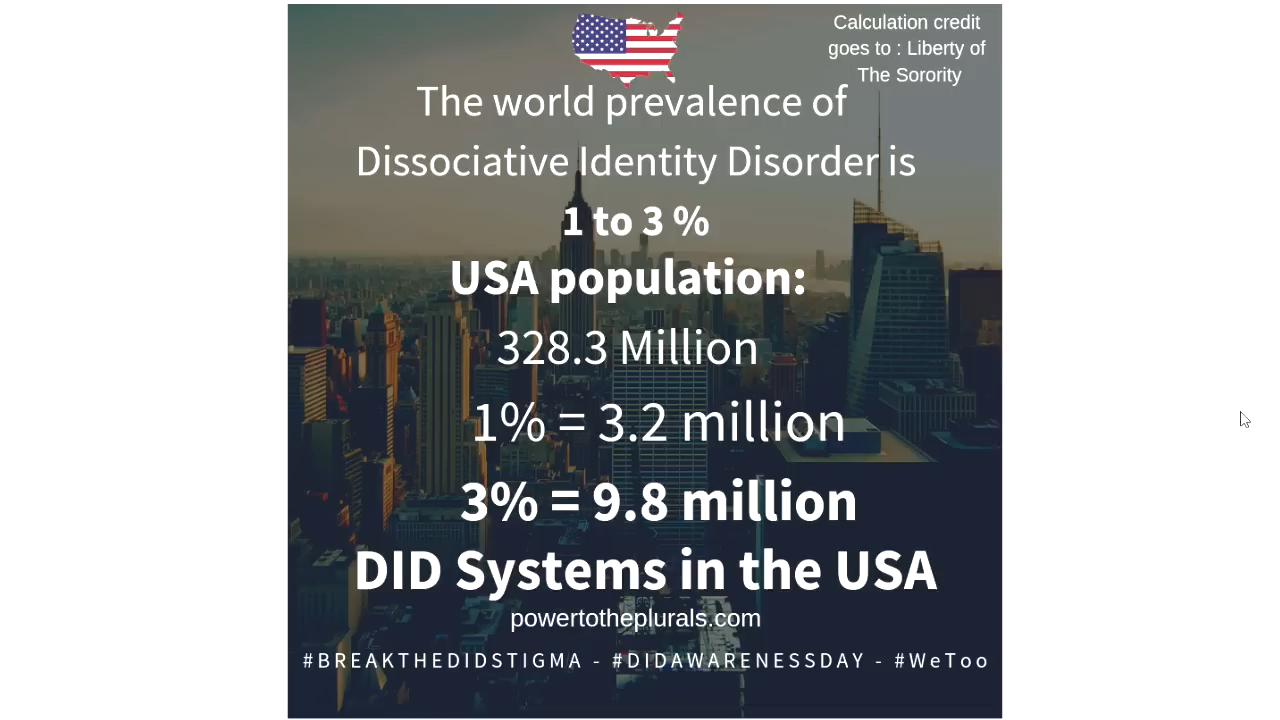 Calculation credit
goes to : Liberty of
The Sorority
The world prevalence of
Dissociative Identity Disorder is
1 to 3 %
USA population:
328.3 Million
1% = 3.2 million
3% = 9.8 million
DID Systems in the USA
powertotheplurals.com
#BREAKTHEDIDSTIGMA - #DIDAWARENESSDAY - #WeToo